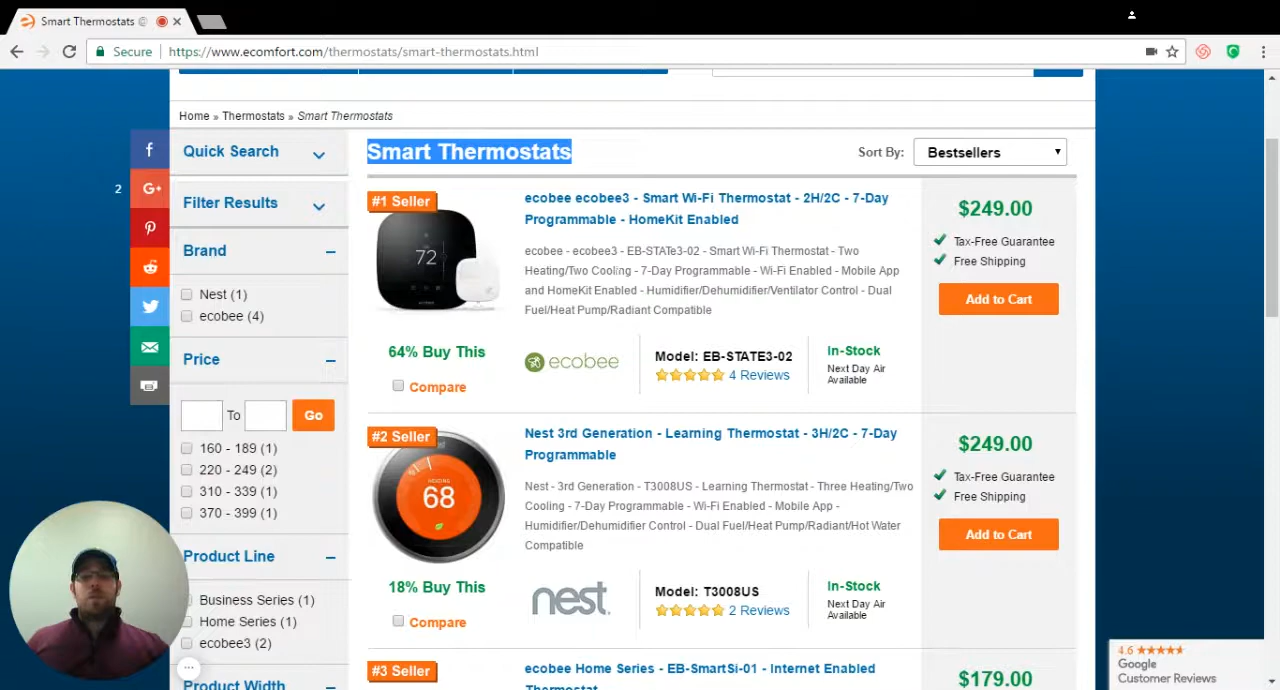 Smart Thermostats @
Secure
https://www.ecomfort.com/thermostats/smart-thermostats.html
Home » Thermostats » Smart Thermostats
2
f
G+
Quick Search
Filter Results
Brand
Nest (1)
ecobee (4)
Price
To
Go
160 - 189 (1)
220 - 249 (2)
310 - 339 (1)
370 - 399 (1)
Product Line
Business Series (1)
Home Series (1)
ecobee3 (2)
Product Width
Smart Thermostats
Sort By:
Bestsellers
#1 Seller
72
64% Buy This
Compare
ecobee ecobee3 - Smart Wi-Fi Thermostat - 2H/2C - 7-Day
Programmable - HomeKit Enabled
ecobee - ecobee3 - EB-STATe3-02 - Smart Wi-Fi Thermostat - Two
Heating/Two Cooling - 7-Day Programmable - Wi-Fi Enabled - Mobile App
and HomeKit Enabled - Humidifier/Dehumidifier/Ventilator Control - Dual
Fuel/Heat Pump/Radiant Compatible
ecobee
Model: EB-STATE3-02
4 Reviews
In-Stock
Next Day Air
Available
$249.00
Tax-Free Guarantee
Free Shipping
Add to Cart
#2 Seller
68
18% Buy This
Compare
Nest 3rd Generation - Learning Thermostat - 3H/2C - 7-Day
Programmable
Nest - 3rd Generation - T3008US - Learning Thermostat - Three Heating/Two
Cooling - 7-Day Programmable - Wi-Fi Enabled - Mobile App -
Humidifier/Dehumidifier Control - Dual Fuel/Heat Pump/Radiant/Hot Water
Compatible
nest
Model: T3008US
2 Reviews
In-Stock
Next Day Air
Available
$249.00
Tax-Free Guarantee
Free Shipping
Add to Cart
#3 Seller
ecobee Home Series - EB-SmartSi-01 - Internet Enabled
Thermostat
$179.00
4.6
Google
Customer Reviews